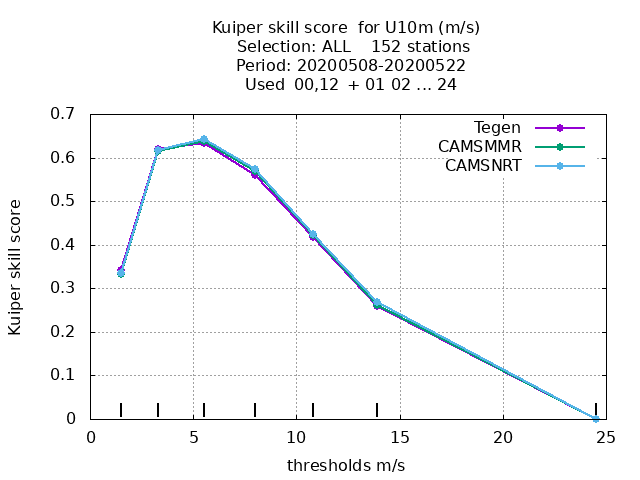 Kuiper skill score for U10m (m/s)
Selection: ALL 152 stations
Period: 20200508-20200522
Used 00,12 + 01 02 ... 24
0.7
0.6
0.5
0.4
0.3
0.2
0.1
0
Kuiper skill score
Tegen
CAMSMMR
CAMSNRT
0 5 10 15 20 25
thresholds m/s